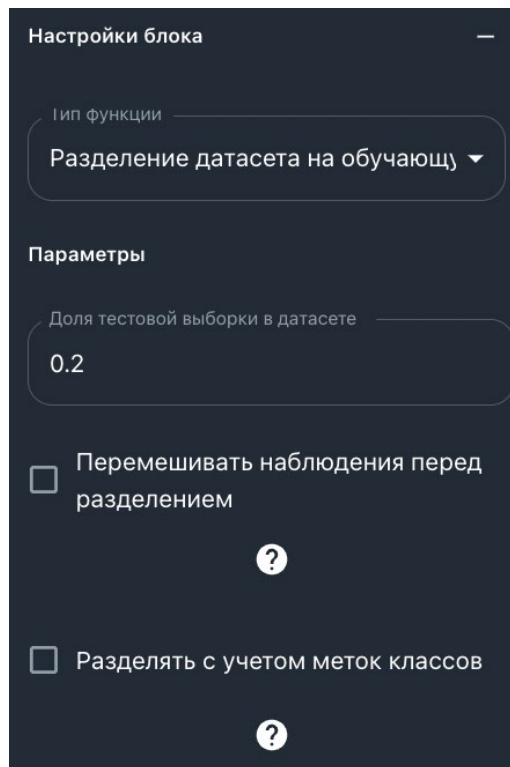 Настройки блока
Тип функции
Разделение датасета на обучающу
Параметры
Доля тестовой выборки в датасете
0.2
Перемешивать наблюдения перед
разделением
?
Разделять с учетом меток классов
?